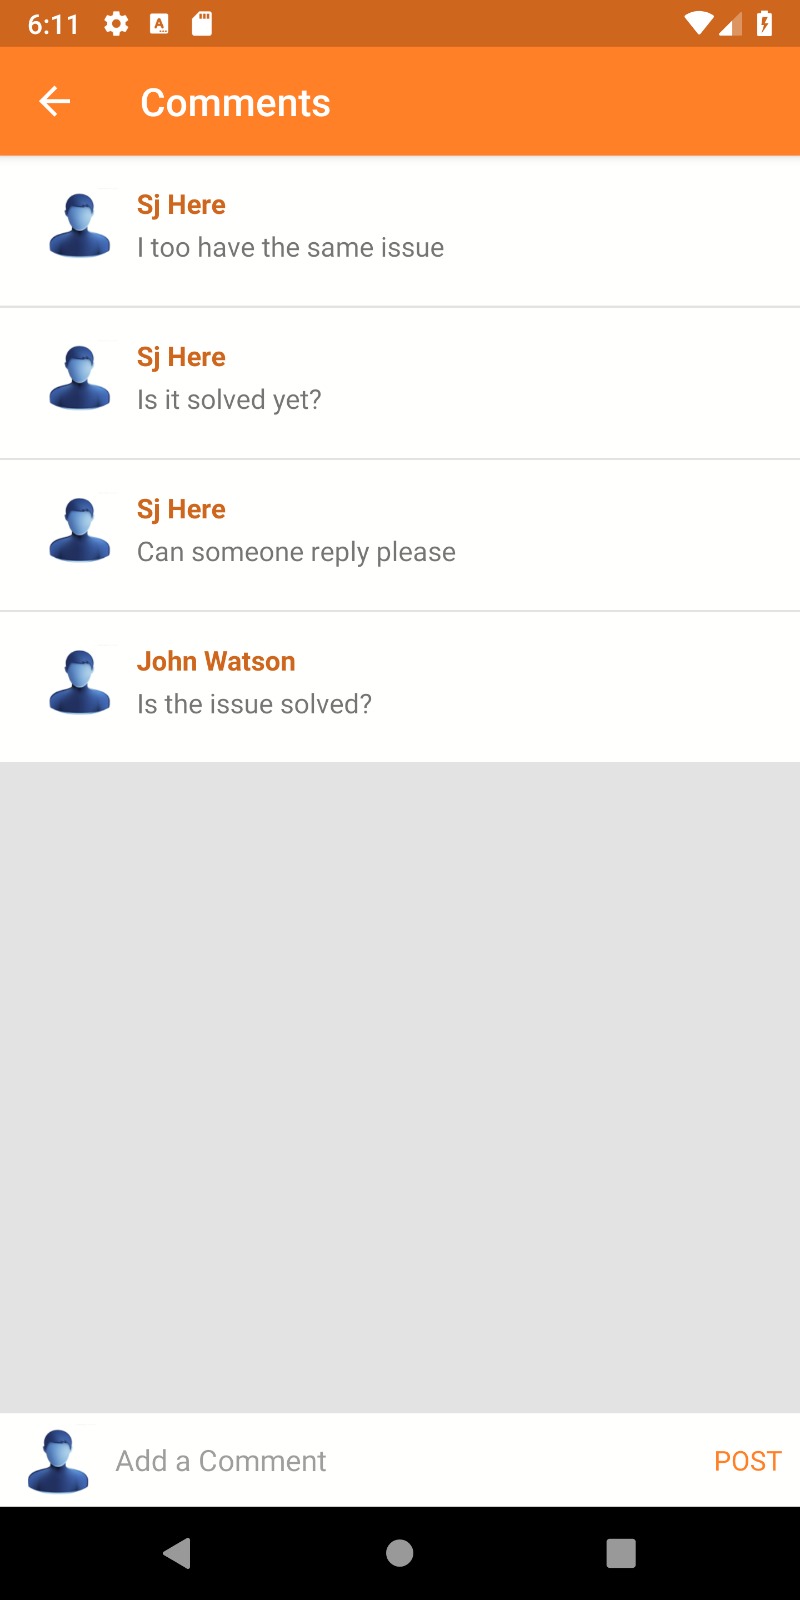 6:11
Comments
Sj Here
I too have the same issue
Sj Here
Is it solved yet?
Sj Here
Can someone reply please
John Watson
Is the issue solved?
Add a Comment
POST